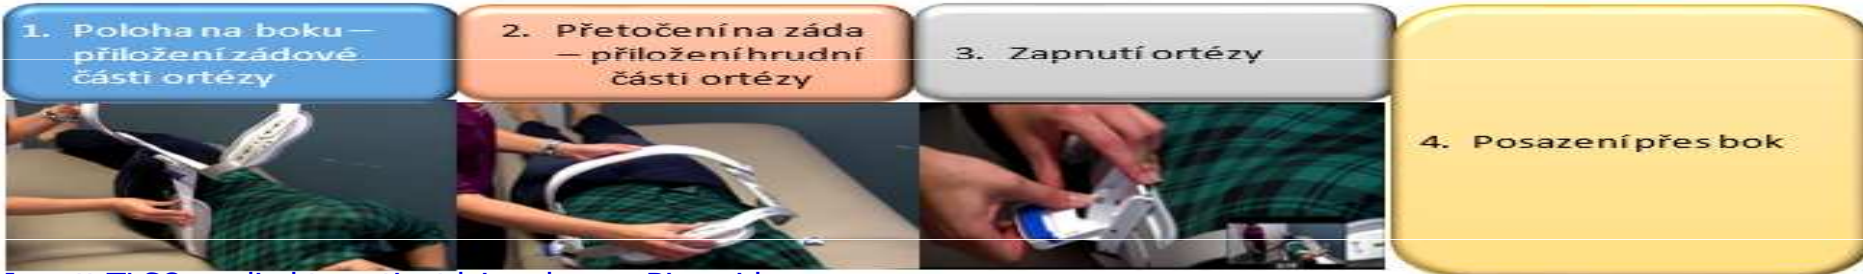 1. Poloha na boku –
přiložení zádové
části ortézy
2. Přetočení na záda
– přiložení hrudní
části ortézy
3. Zapnutí ortézy
4. Posazení přes bok